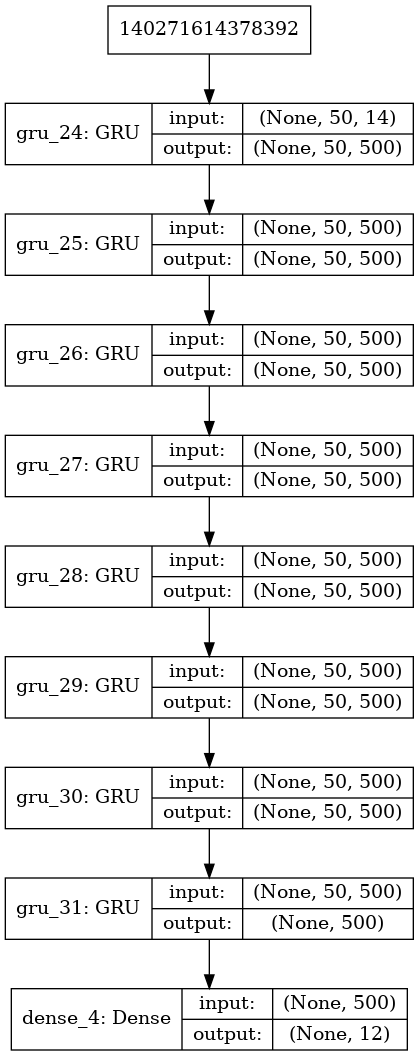 140271614378392
gru_24: GRU
input: (None, 50, 14)
output: (None, 50, 500)
gru_25: GRU
input: (None, 50, 500)
output: (None, 50, 500)
gru_26: GRU
input: (None, 50, 500)
output: (None, 50, 500)
gru_27: GRU
input: (None, 50, 500)
output: (None, 50, 500)
gru_28: GRU
input: (None, 50, 500)
output: (None, 50, 500)
gru_29: GRU
input: (None, 50, 500)
output: (None, 50, 500)
gru_30: GRU
input: (None, 50, 500)
output: (None, 50, 500)
gru_31: GRU
input: (None, 50, 500)
output: (None, 500)
dense_4: Dense
input: (None, 500)
output: (None, 12)